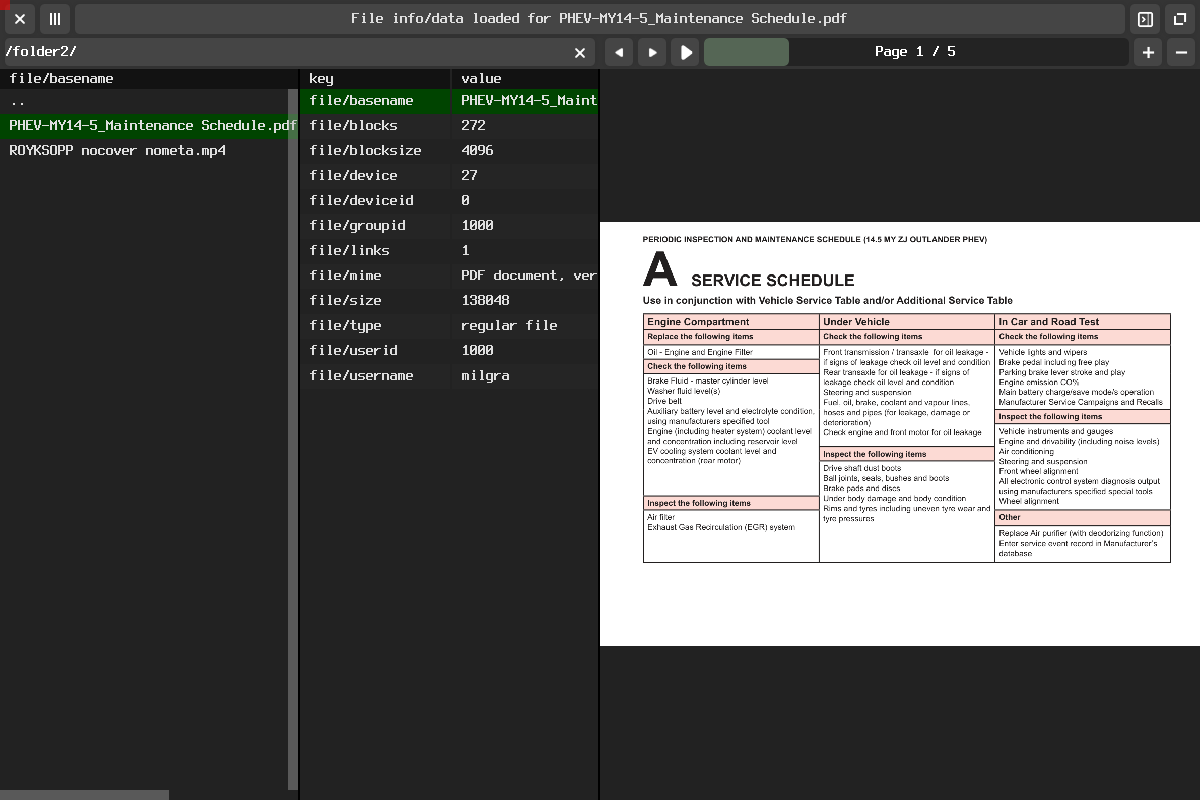 File info/data loaded for PHEV-MY14-5_Maintenance Schedule.pdf
/folder2/
Page 1 / 5
file/basename
..
PHEV-MY14-5_Maintenance Schedule.pdf
ROYKSOPP nocover nometa.mp4
key value
file/basename PHEV-MY14-5_Maint
file/blocks 272
file/blocksize 4096
file/device 27
file/deviceid 0
file/groupid 1000
file/links 1
file/mime PDF document, ver
file/size 138048
file/type regular file
file/userid 1000
file/username milgra
PERIODIC INSPECTION AND MAINTENANCE SCHEDULE (14.5 MY ZJ OUTLANDER PHEV)
A SERVICE SCHEDULE
Use in conjunction with Vehicle Service Table and/or Additional Service Table
Engine Compartment
Replace the following items
Oil - Engine and Engine Filter
Check the following items
Brake Fluid - master cylinder level
Washer fluid level(s)
Drive belt
Auxiliary battery level and electrolyte condition,
using manufacturers specified tool
Engine (including heater system) coolant level
and concentration including reservoir level
EV cooling system coolant level and
concentration (rear motor)
Inspect the following items
Air filter
Exhaust Gas Recirculation (EGR) system
Under Vehicle
Check the following items
Front transmission / transaxle for oil leakage -
if signs of leakage check oil level and condition
Rear transaxle for oil leakage - if signs of
leakage check oil level and condition
Steering and suspension
Fuel, oil, brake, coolant and vapour lines,
hoses and pipes (for leakage, damage or
deterioration)
Check engine and front motor for oil leakage
Inspect the following items
Drive shaft dust boots
Ball joints, seals, bushes and boots
Brake pads and discs
Under body damage and body condition
Rims and tyres including uneven tyre wear and
tyre pressures
In Car and Road Test
Check the following items
Vehicle lights and wipers
Brake pedal including free play
Parking brake lever stroke and play
Engine emission CO%
Main battery charge/save mode/s operation
Manufacturer Service Campaigns and Recalls
Inspect the following items
Vehicle instruments and gauges
Engine and drivability (including noise levels)
Air conditioning
Steering and suspension
Front wheel alignment
All electronic control system diagnosis output
using manufacturers specified special tools
Wheel alignment
Other
Replace Air purifier (with deodorizing function)
Enter service event record in Manufacturer's
database